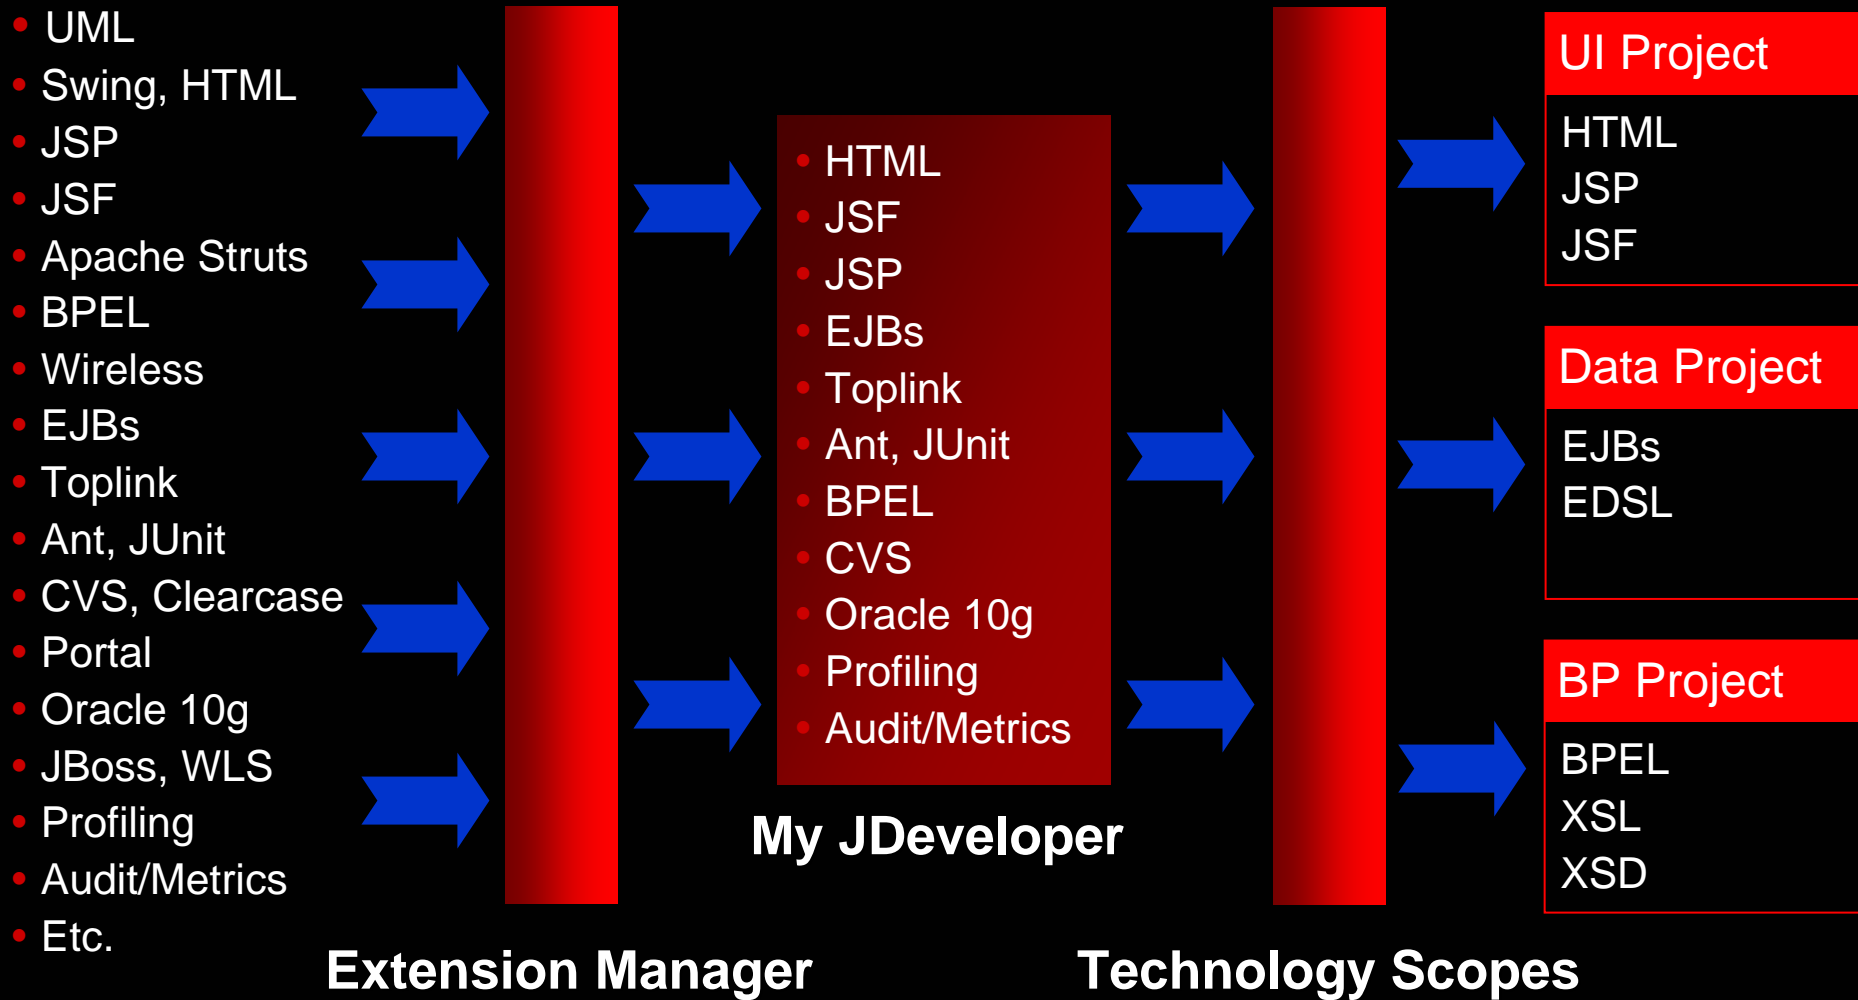 UML
Swing, HTML
JSP
JSF
Apache Struts
BPEL
Wireless
EJBs
Toplink
Ant, JUnit
CVS, Clearcase
Portal
Oracle 10g
JBoss, WLS
Profiling
Audit/Metrics
Etc.
Extension Manager
HTML
JSF
JSP
EJBs
Toplink
Ant, JUnit
BPEL
CVS
Oracle 10g
Profiling
Audit/Metrics
My JDeveloper
Technology Scopes
UI Project
HTML
JSP
JSF
Data Project
EJBs
EDSL
BP Project
BPEL
XSL
XSD